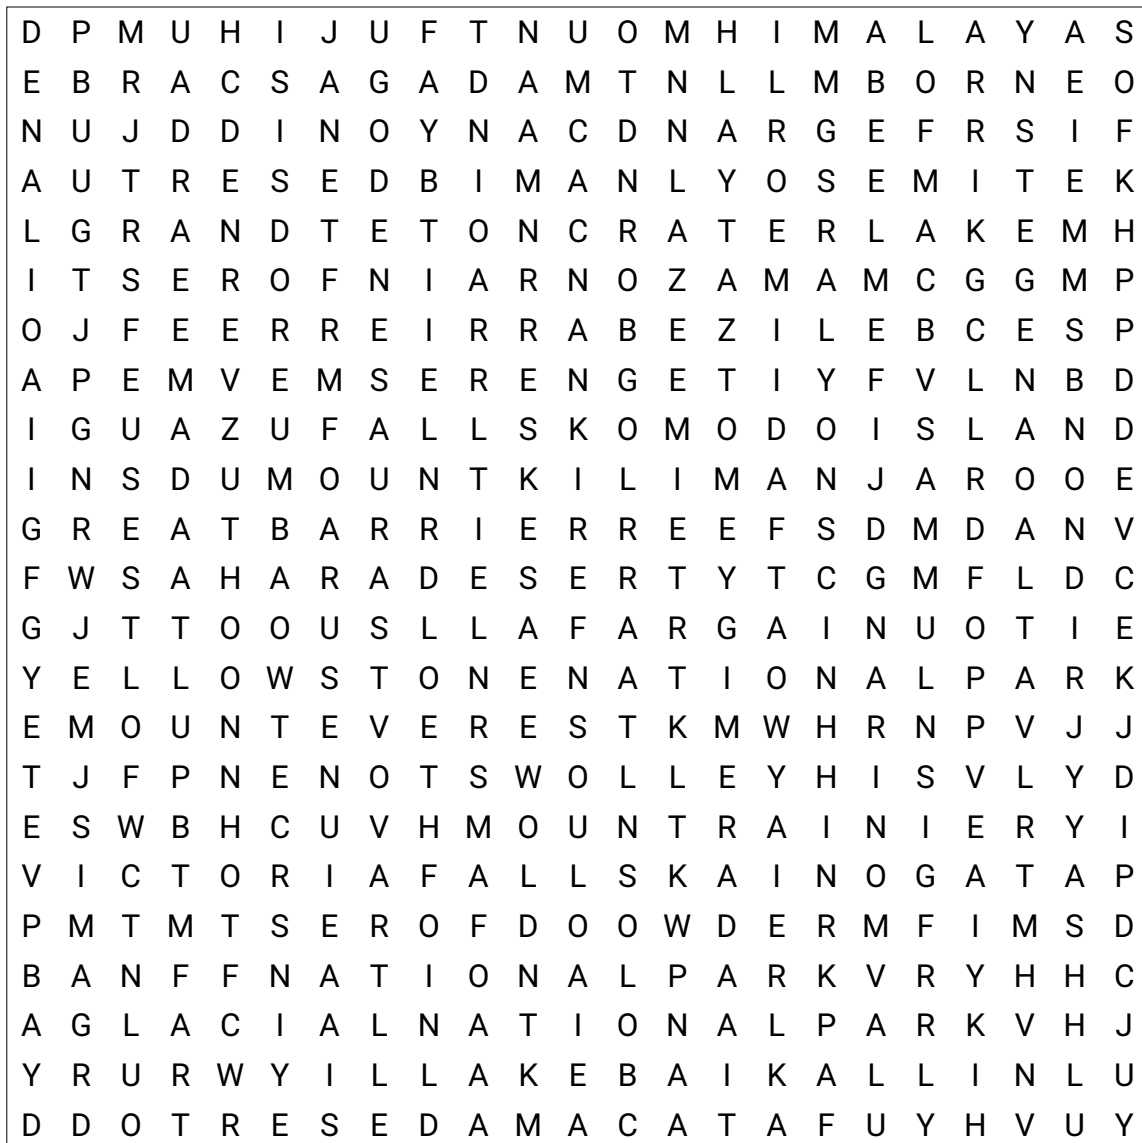 D P M U H I J U F T N U O M H I M A L A Y A S
E B R A C S A G A D A M T N L L M B O R N E O
N U J D D I N O Y N A C D N A R G E F R S I F
A U T R E S E D B I M A N L Y O S E M I T E K
L G R A N D T E T O N C R A T E R L A K E M H
I T S E R O F N I A R N O Z A M A M C G G M P
O J F E E R R E I R R A B E Z I L E B C E S P
A P E M V E M S E R E N G E T I Y F V L N B D
I G U A Z U F A L L S K O M O D O I S L A N D
I N S D U M O U N T K I L I M A N J A R O O E
G R E A T B A R R I E R R E E F S D M D A N V
F W S A H A R A D E S E R T Y T C G M F L D C
G J T T O O U S L L A F A R G A I N U O T I E
Y E L L O W S T O N E N A T I O N A L P A R K
E M O U N T E V E R E S T K M W H R N P V J J
T J F P N E N O T S W O L L E Y H I S V L Y D
E S W B H C U V H M O U N T R A I N I E R Y I
V I C T O R I A F A L L S K A I N O G A T A P
P M T M T S E R O F D O O W D E R M F I M S D
B A N F F N A T I O N A L P A R K V R Y H H C
A G L A C I A L N A T I O N A L P A R K V H J
Y R U R W Y I L L A K E B A I K A L L I N L U
D D O T R E S E D A M A C A T A F U Y H V U Y